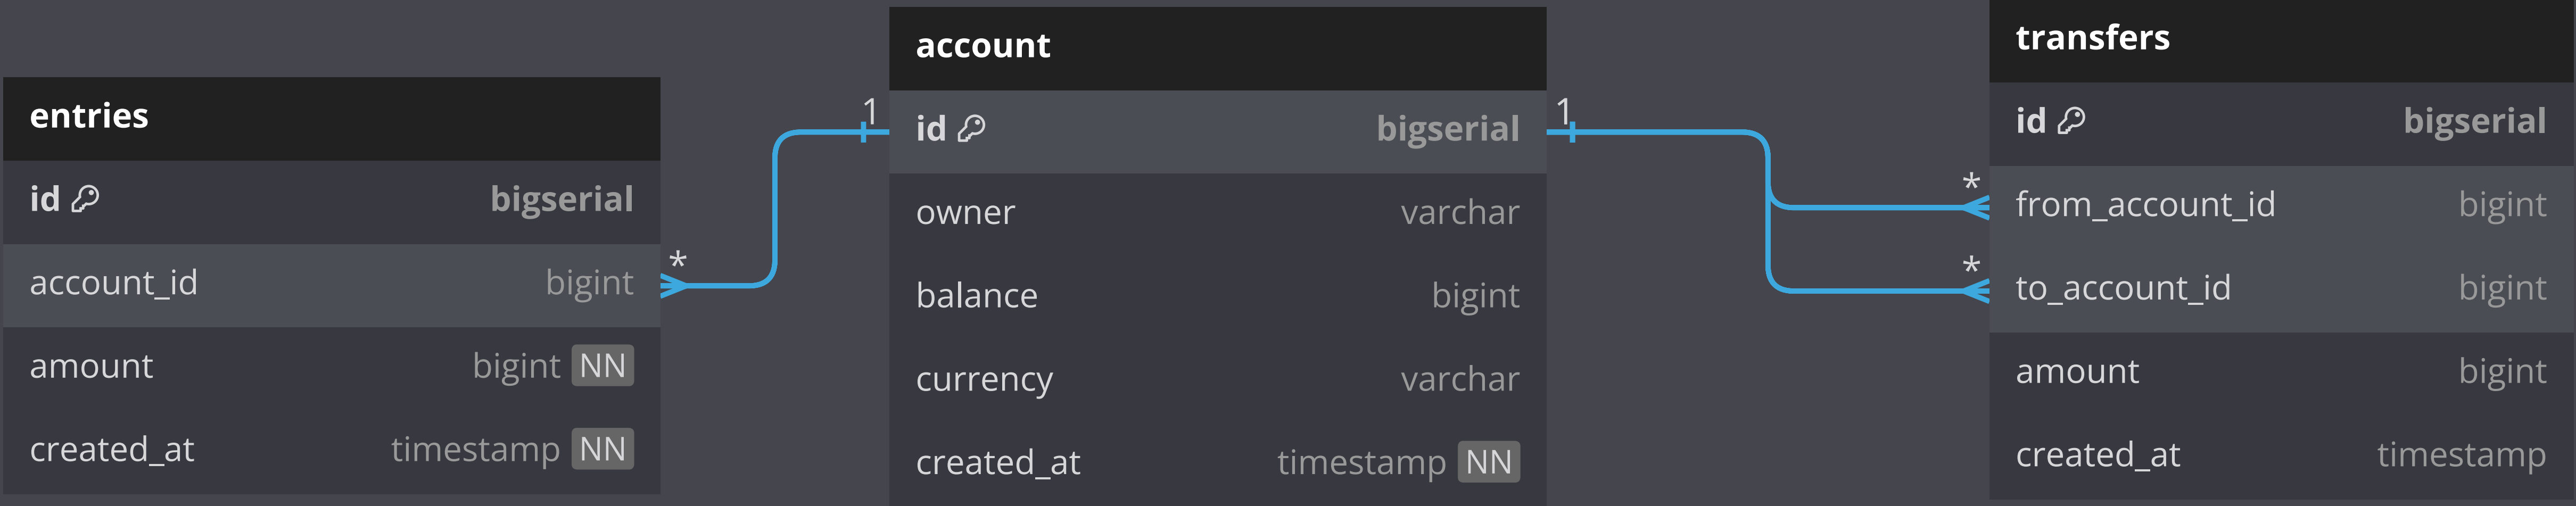 entries
id bigserial
account_id bigint
amount bigint NN
created_at timestamp NN
*
1
account
id bigserial
owner varchar
balance bigint
currency varchar
created_at timestamp NN
1
*
*
transfers
id bigserial
from_account_id bigint
to_account_id bigint
amount bigint
created_at timestamp